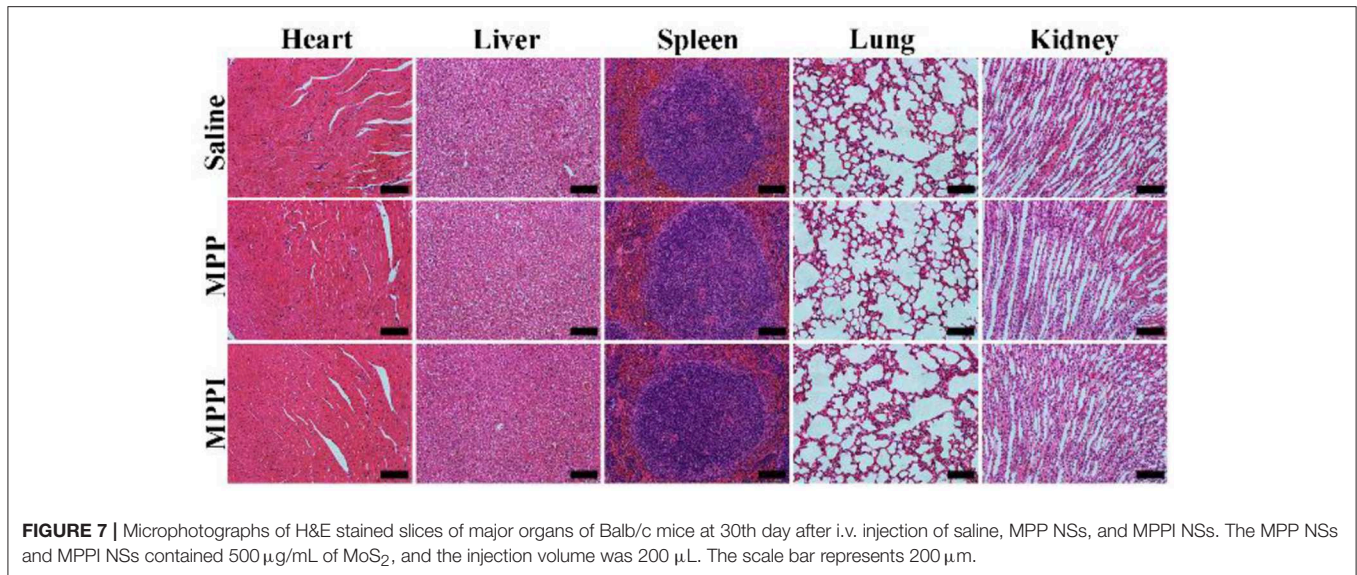 Heart Liver Spleen Lung Kidney
Saline
MPP
MPPI
FIGURE 7 | Microphotographs of H&E stained slices of major organs of Balb/c mice at 30th day after i.v. injection of saline, MPP NSs, and MPPI NSs. The MPP NSs
and MPPI NSs contained 500 μg/mL of MoS₂, and the injection volume was 200 μL. The scale bar represents 200 μm.